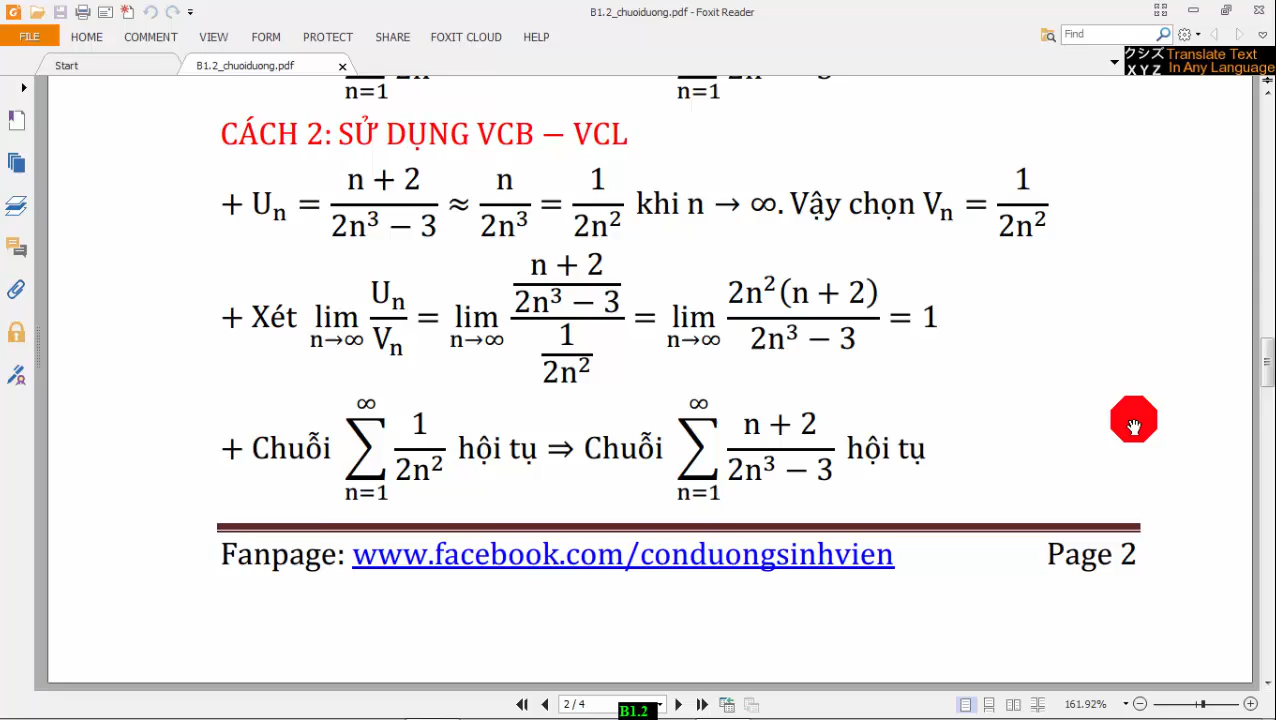 B1.2_chuoiduong.pdf - Foxit Reader
FILE HOME COMMENT VIEW FORM PROTECT SHARE FOXIT CLOUD HELP Find
Start B1.2_chuoiduong.pdf クシズ Translate Text
XYZ In Any Language
n=1 n=1
CÁCH 2: SỬ DỤNG VCB − VCL
+ Uₙ = (n + 2)/(2n³ − 3) ≈ n/(2n³) = 1/(2n²) khi n → ∞. Vậy chọn Vₙ = 1/(2n²)
+ Xét lim n→∞ Uₙ/Vₙ = lim n→∞ ((n + 2)/(2n³ − 3))/(1/(2n²)) = lim n→∞ 2n²(n + 2)/(2n³ − 3) = 1
+ Chuỗi ∑ n=1 ∞ 1/(2n²) hội tụ ⇒ Chuỗi ∑ n=1 ∞ (n + 2)/(2n³ − 3) hội tụ
Fanpage: www.facebook.com/conduongsinhvien Page 2
2 / 4 161.92%
B1.2